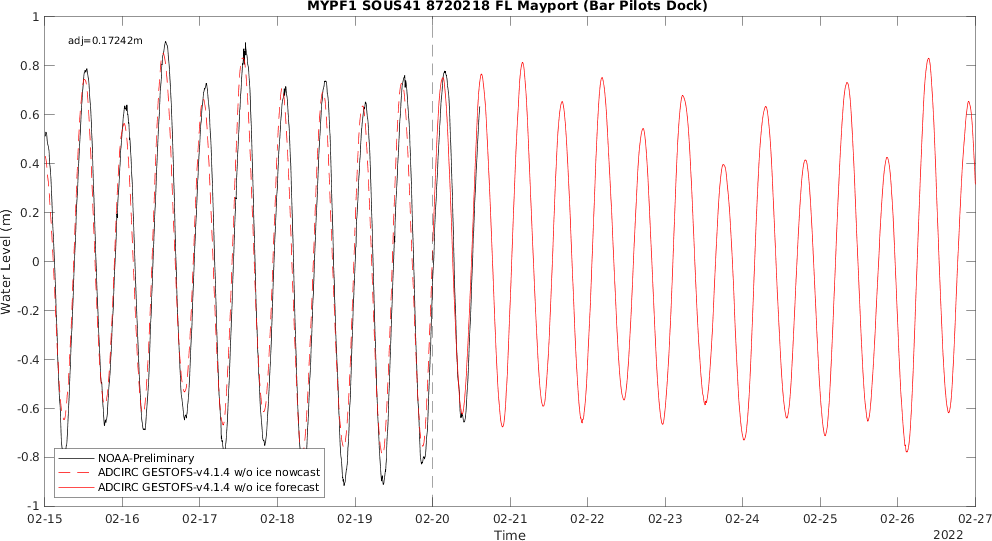 MYPF1 SOUS41 8720218 FL Mayport (Bar Pilots Dock)
adj=0.17242m
Water Level (m)
1
0.8
0.6
0.4
0.2
0
-0.2
-0.4
-0.6
-0.8
-1
NOAA-Preliminary
ADCIRC GESTOFS-v4.1.4 w/o ice nowcast
ADCIRC GESTOFS-v4.1.4 w/o ice forecast
02-15 02-16 02-17 02-18 02-19 02-20 02-21 02-22 02-23 02-24 02-25 02-26 02-27
Time
2022